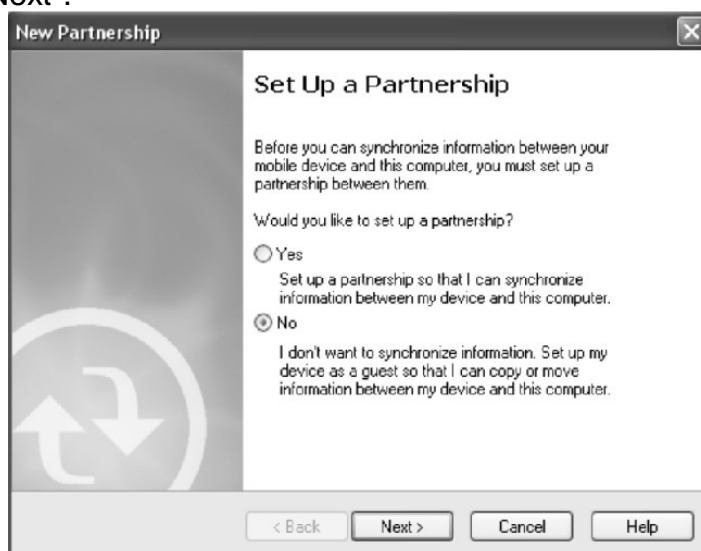 New Partnership
Set Up a Partnership
Before you can synchronize information between your
mobile device and this computer, you must set up a
partnership between them.
Would you like to set up a partnership?
Yes
Set up a partnership so that I can synchronize
information between my device and this computer.
No
I don't want to synchronize information. Set up my
device as a guest so that I can copy or move
information between my device and this computer.
< Back Next > Cancel Help